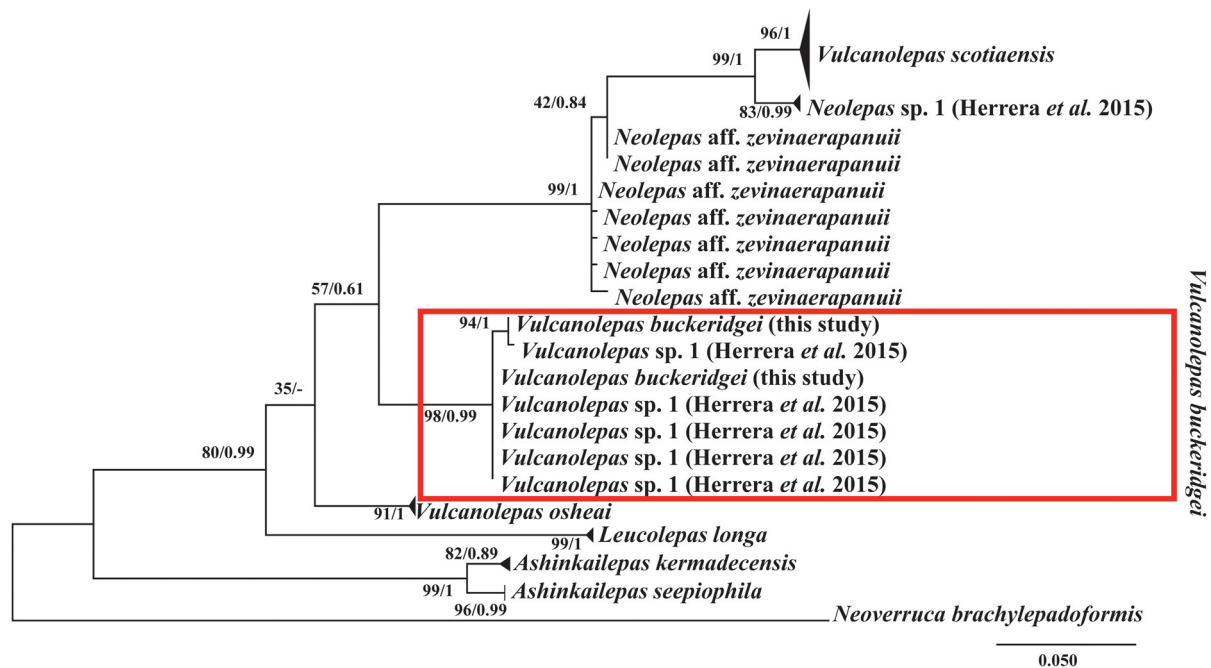 96/1
Vulcanolepas scotiaensis
99/1
83/0.99
Neolepas sp. 1 (Herrera et al. 2015)
42/0.84
Neolepas aff. zevinaerapanuii
Neolepas aff. zevinaerapanuii
99/1
Neolepas aff. zevinaerapanuii
Neolepas aff. zevinaerapanuii
Neolepas aff. zevinaerapanuii
Neolepas aff. zevinaerapanuii
Neolepas aff. zevinaerapanuii
57/0.61
94/1
Vulcanolepas buckeridgei (this study)
Vulcanolepas sp. 1 (Herrera et al. 2015)
Vulcanolepas buckeridgei (this study)
35/-
98/0.99
Vulcanolepas sp. 1 (Herrera et al. 2015)
Vulcanolepas sp. 1 (Herrera et al. 2015)
Vulcanolepas sp. 1 (Herrera et al. 2015)
Vulcanolepas sp. 1 (Herrera et al. 2015)
Vulcanolepas buckeridgei
80/0.99
91/1
Vulcanolepas osheai
99/1
Leucolepas longa
82/0.89
Ashinkailepas kermadecensis
99/1
96/0.99
Ashinkailepas seepiophila
Neoverruca brachylepadoformis
0.050